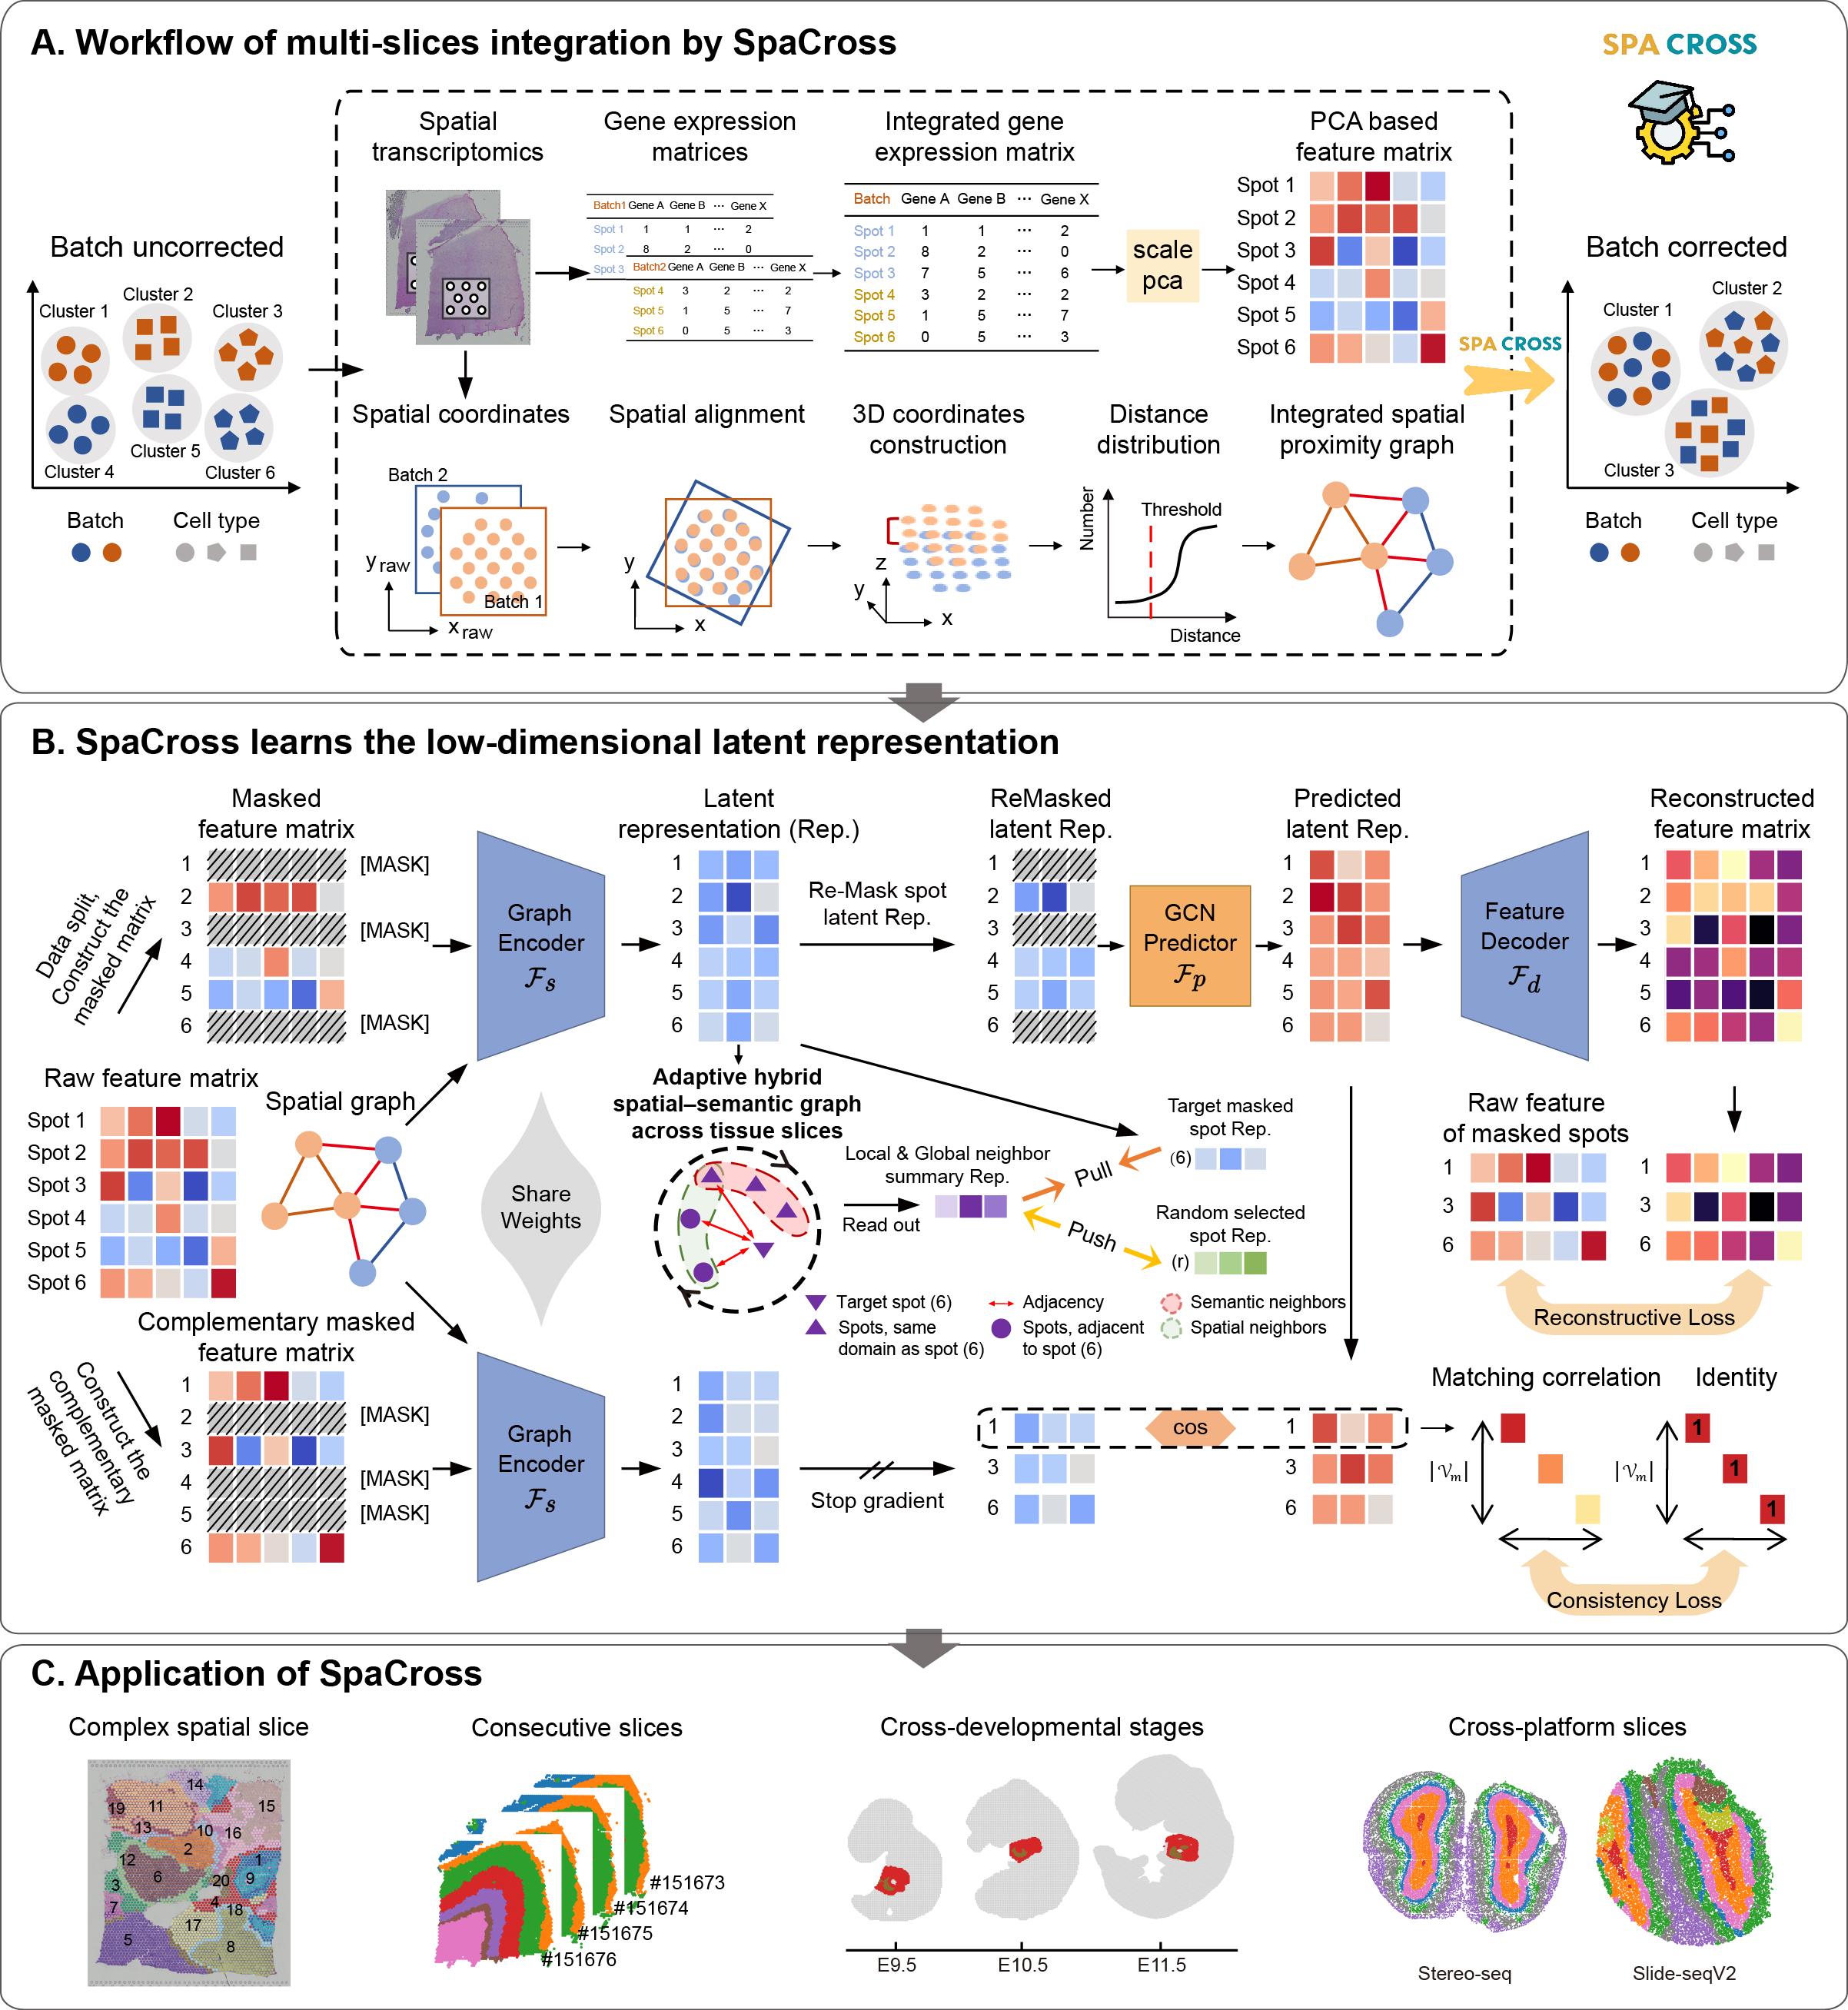 A. Workflow of multi-slices integration by SpaCross
SPA CROSS
Spatial
transcriptomics
Gene expression
matrices
Integrated gene
expression matrix
PCA based
feature matrix
Batch1 Gene A Gene B ··· Gene X
Spot 1 1 1 ··· 2
Spot 2 8 2 ··· 0
Spot 3
Batch2 Gene A Gene B ··· Gene X
Spot 4 3 2 ··· 2
Spot 5 1 5 ··· 7
Spot 6 0 5 ··· 3
Batch Gene A Gene B ··· Gene X
Spot 1 1 1 ··· 2
Spot 2 8 2 ··· 0
Spot 3 7 5 ··· 6
Spot 4 3 2 ··· 2
Spot 5 1 5 ··· 7
Spot 6 0 5 ··· 3
scale
pca
Spot 1
Spot 2
Spot 3
Spot 4
Spot 5
Spot 6
Batch uncorrected
Cluster 1
Cluster 2
Cluster 3
Cluster 4
Cluster 5
Cluster 6
Batch
Cell type
SPA CROSS
Batch corrected
Cluster 1
Cluster 2
Cluster 3
Batch
Cell type
Spatial coordinates
Spatial alignment
3D coordinates
construction
Distance
distribution
Integrated spatial
proximity graph
Batch 2
Batch 1
y raw
x raw
y
x
z
y
x
Number
Threshold
Distance
B. SpaCross learns the low-dimensional latent representation
Masked
feature matrix
Latent
representation (Rep.)
ReMasked
latent Rep.
Predicted
latent Rep.
Reconstructed
feature matrix
Data split,
Construct the
masked matrix
1 [MASK]
2
3 [MASK]
4
5
6 [MASK]
Graph
Encoder
ℱs
1
2
3
4
5
6
Re-Mask spot
latent Rep.
1
2
3
4
5
6
GCN
Predictor
ℱp
1
2
3
4
5
6
Feature
Decoder
ℱd
1
2
3
4
5
6
Raw feature matrix
Spot 1
Spot 2
Spot 3
Spot 4
Spot 5
Spot 6
Spatial graph
Share
Weights
Adaptive hybrid
spatial–semantic graph
across tissue slices
Local & Global neighbor
summary Rep.
Read out
Pull
Push
Target masked
spot Rep.
(6)
Random selected
spot Rep.
(r)
Target spot (6)
Adjacency
Semantic neighbors
Spots, same
domain as spot (6)
Spots, adjacent
to spot (6)
Spatial neighbors
Raw feature
of masked spots
1
3
6
1
3
6
Reconstructive Loss
Complementary masked
feature matrix
Construct the
complementary
masked matrix
1
2 [MASK]
3
4 [MASK]
5 [MASK]
6
Graph
Encoder
ℱs
1
2
3
4
5
6
Stop gradient
1
3
6
cos
1
3
6
Matching correlation
Identity
|𝒱m|
|𝒱m|
1
1
1
Consistency Loss
C. Application of SpaCross
Complex spatial slice
Consecutive slices
Cross-developmental stages
Cross-platform slices
14
19
11
15
13
10
16
2
12
1
6
20
9
3
4
7
18
17
5
8
#151673
#151674
#151675
#151676
E9.5
E10.5
E11.5
Stereo-seq
Slide-seqV2